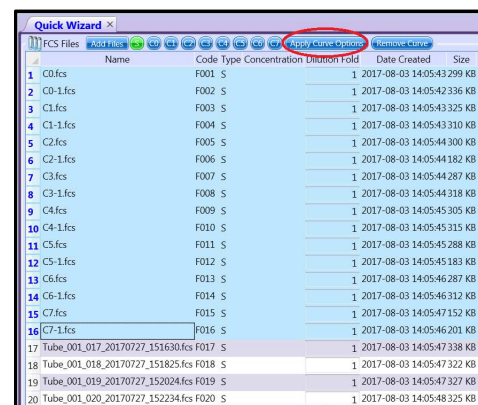 Quick Wizard ×
FCS Files Add Files C0 C1 C2 C3 C4 C5 C6 C7 Apply Curve Options Remove Curve
Name Code Type Concentration Dilution Fold Date Created Size
1 C0.fcs F001 S 1 2017-08-03 14:05:43 299 KB
2 C0-1.fcs F002 S 1 2017-08-03 14:05:42 336 KB
3 C1.fcs F003 S 1 2017-08-03 14:05:43 325 KB
4 C1-1.fcs F004 S 1 2017-08-03 14:05:43 310 KB
5 C2.fcs F005 S 1 2017-08-03 14:05:44 300 KB
6 C2-1.fcs F006 S 1 2017-08-03 14:05:44 182 KB
7 C3.fcs F007 S 1 2017-08-03 14:05:44 287 KB
8 C3-1.fcs F008 S 1 2017-08-03 14:05:44 318 KB
9 C4.fcs F009 S 1 2017-08-03 14:05:45 305 KB
10 C4-1.fcs F010 S 1 2017-08-03 14:05:45 315 KB
11 C5.fcs F011 S 1 2017-08-03 14:05:45 288 KB
12 C5-1.fcs F012 S 1 2017-08-03 14:05:45 183 KB
13 C6.fcs F013 S 1 2017-08-03 14:05:46 287 KB
14 C6-1.fcs F014 S 1 2017-08-03 14:05:46 312 KB
15 C7.fcs F015 S 1 2017-08-03 14:05:47 152 KB
16 C7-1.fcs F016 S 1 2017-08-03 14:05:46 201 KB
17 Tube_001_017_20170727_151630.fcs F017 S 1 2017-08-03 14:05:47 338 KB
18 Tube_001_018_20170727_151825.fcs F018 S 1 2017-08-03 14:05:47 322 KB
19 Tube_001_019_20170727_152024.fcs F019 S 1 2017-08-03 14:05:47 327 KB
20 Tube_001_020_20170727_152234.fcs F020 S 1 2017-08-03 14:05:48 325 KB